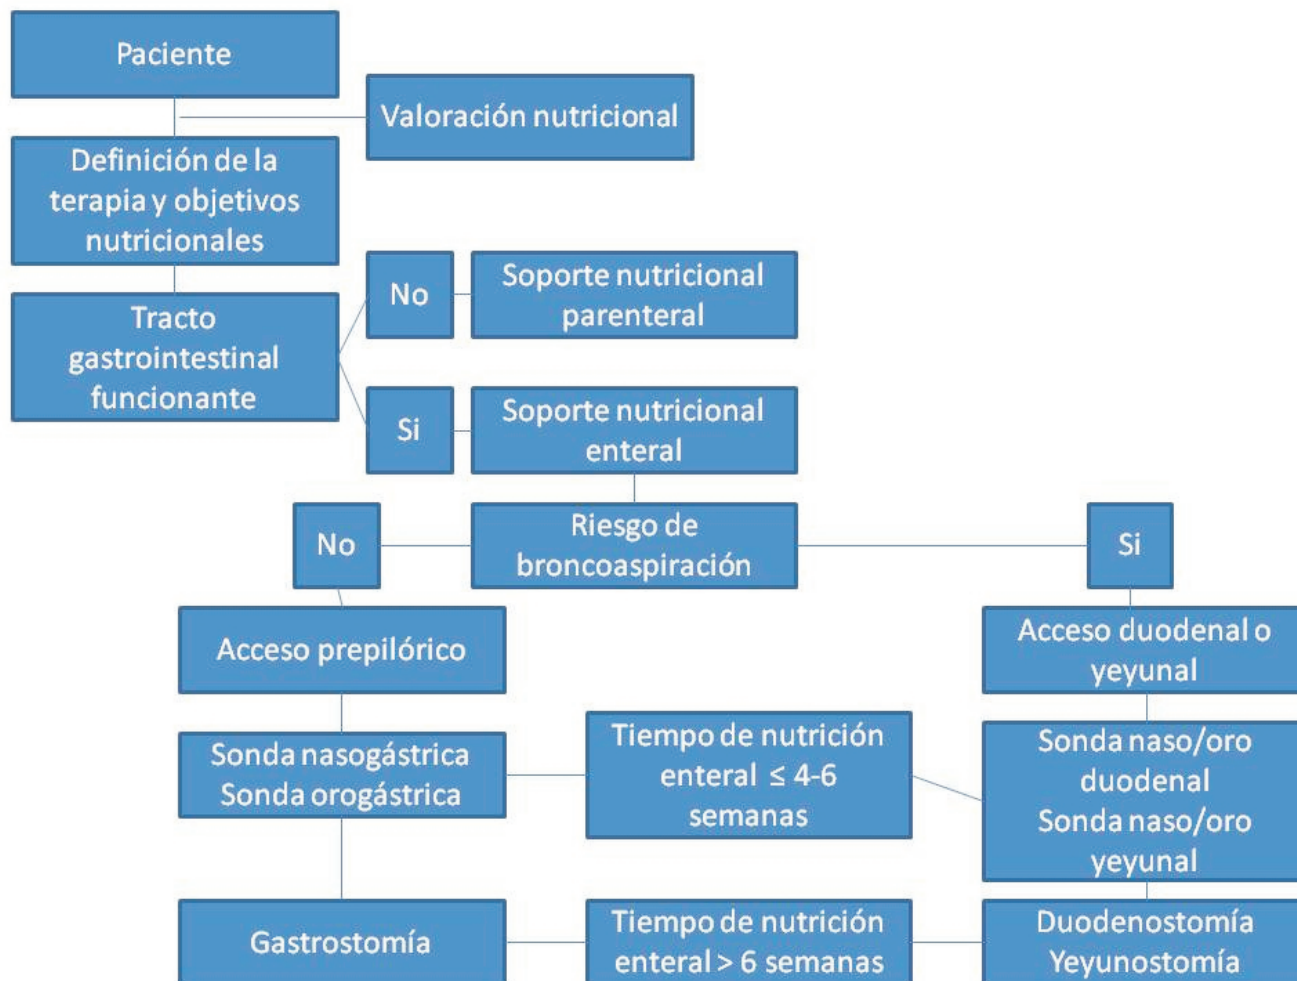 Paciente
Valoración nutricional
Definición de la
terapia y objetivos
nutricionales
No
Soporte nutricional
parenteral
Tracto
gastrointestinal
funcionante
Si
Soporte nutricional
enteral
No
Riesgo de
broncoaspiración
Si
Acceso prepilórico
Acceso duodenal o
yeyunal
Sonda nasogástrica
Sonda orogástrica
Tiempo de nutrición
enteral ≤ 4-6
semanas
Sonda naso/oro
duodenal
Sonda naso/oro
yeyunal
Gastrostomía
Tiempo de nutrición
enteral > 6 semanas
Duodenostomía
Yeyunostomía